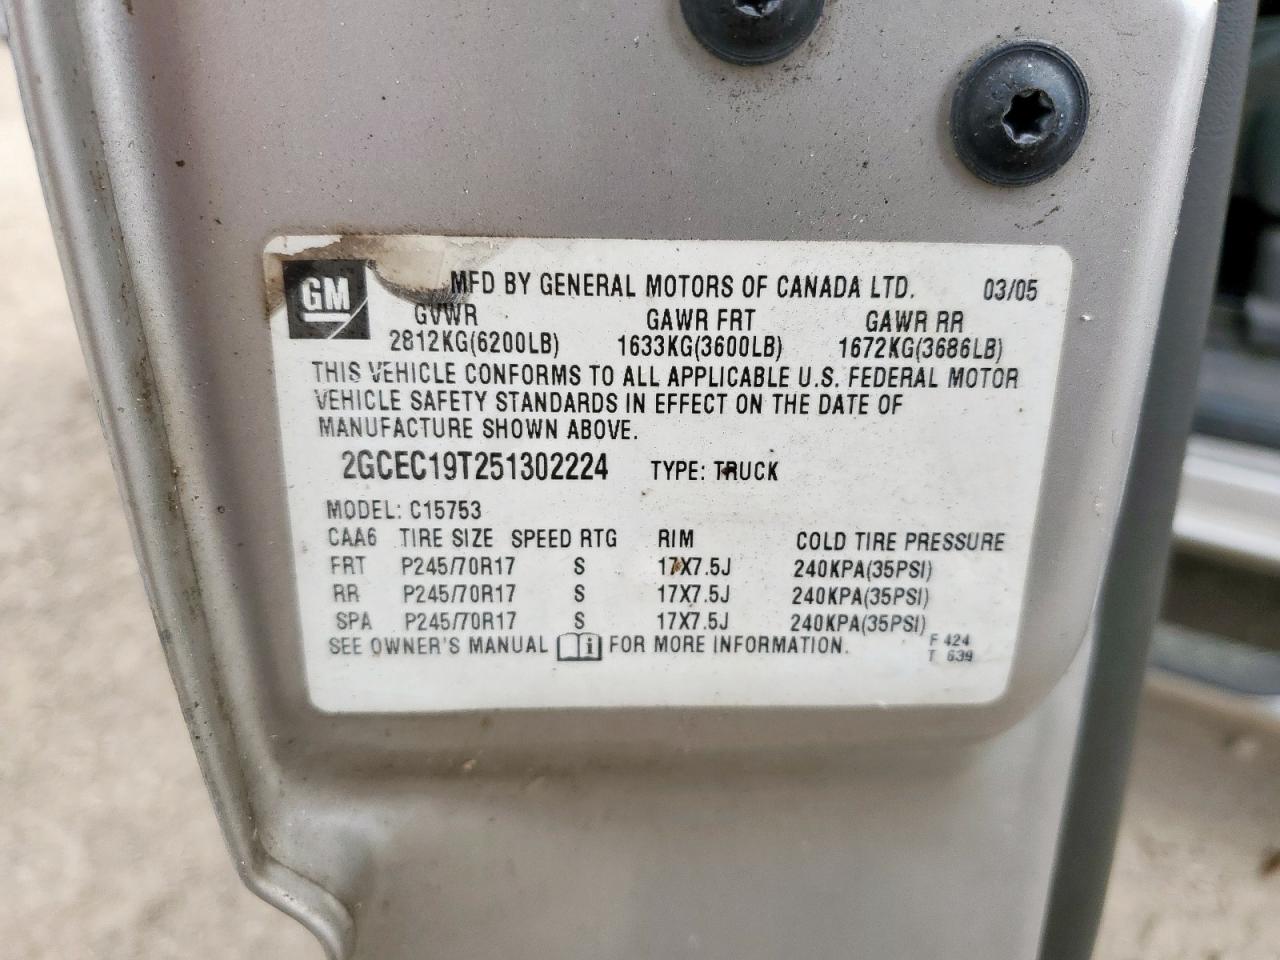 GM
MFD BY GENERAL MOTORS OF CANADA LTD. 03/05
GVWR GAWR FRT GAWR RR
2812KG(6200LB) 1633KG(3600LB) 1672KG(3686LB)
THIS VEHICLE CONFORMS TO ALL APPLICABLE U.S. FEDERAL MOTOR
VEHICLE SAFETY STANDARDS IN EFFECT ON THE DATE OF
MANUFACTURE SHOWN ABOVE.
2GCEC19T251302224 TYPE: TRUCK
MODEL: C15753
CAA6 TIRE SIZE SPEED RTG RIM COLD TIRE PRESSURE
FRT P245/70R17 S 17X7.5J 240KPA(35PSI)
RR P245/70R17 S 17X7.5J 240KPA(35PSI)
SPA P245/70R17 S 17X7.5J 240KPA(35PSI)
SEE OWNER'S MANUAL i FOR MORE INFORMATION.
F 424
T 639